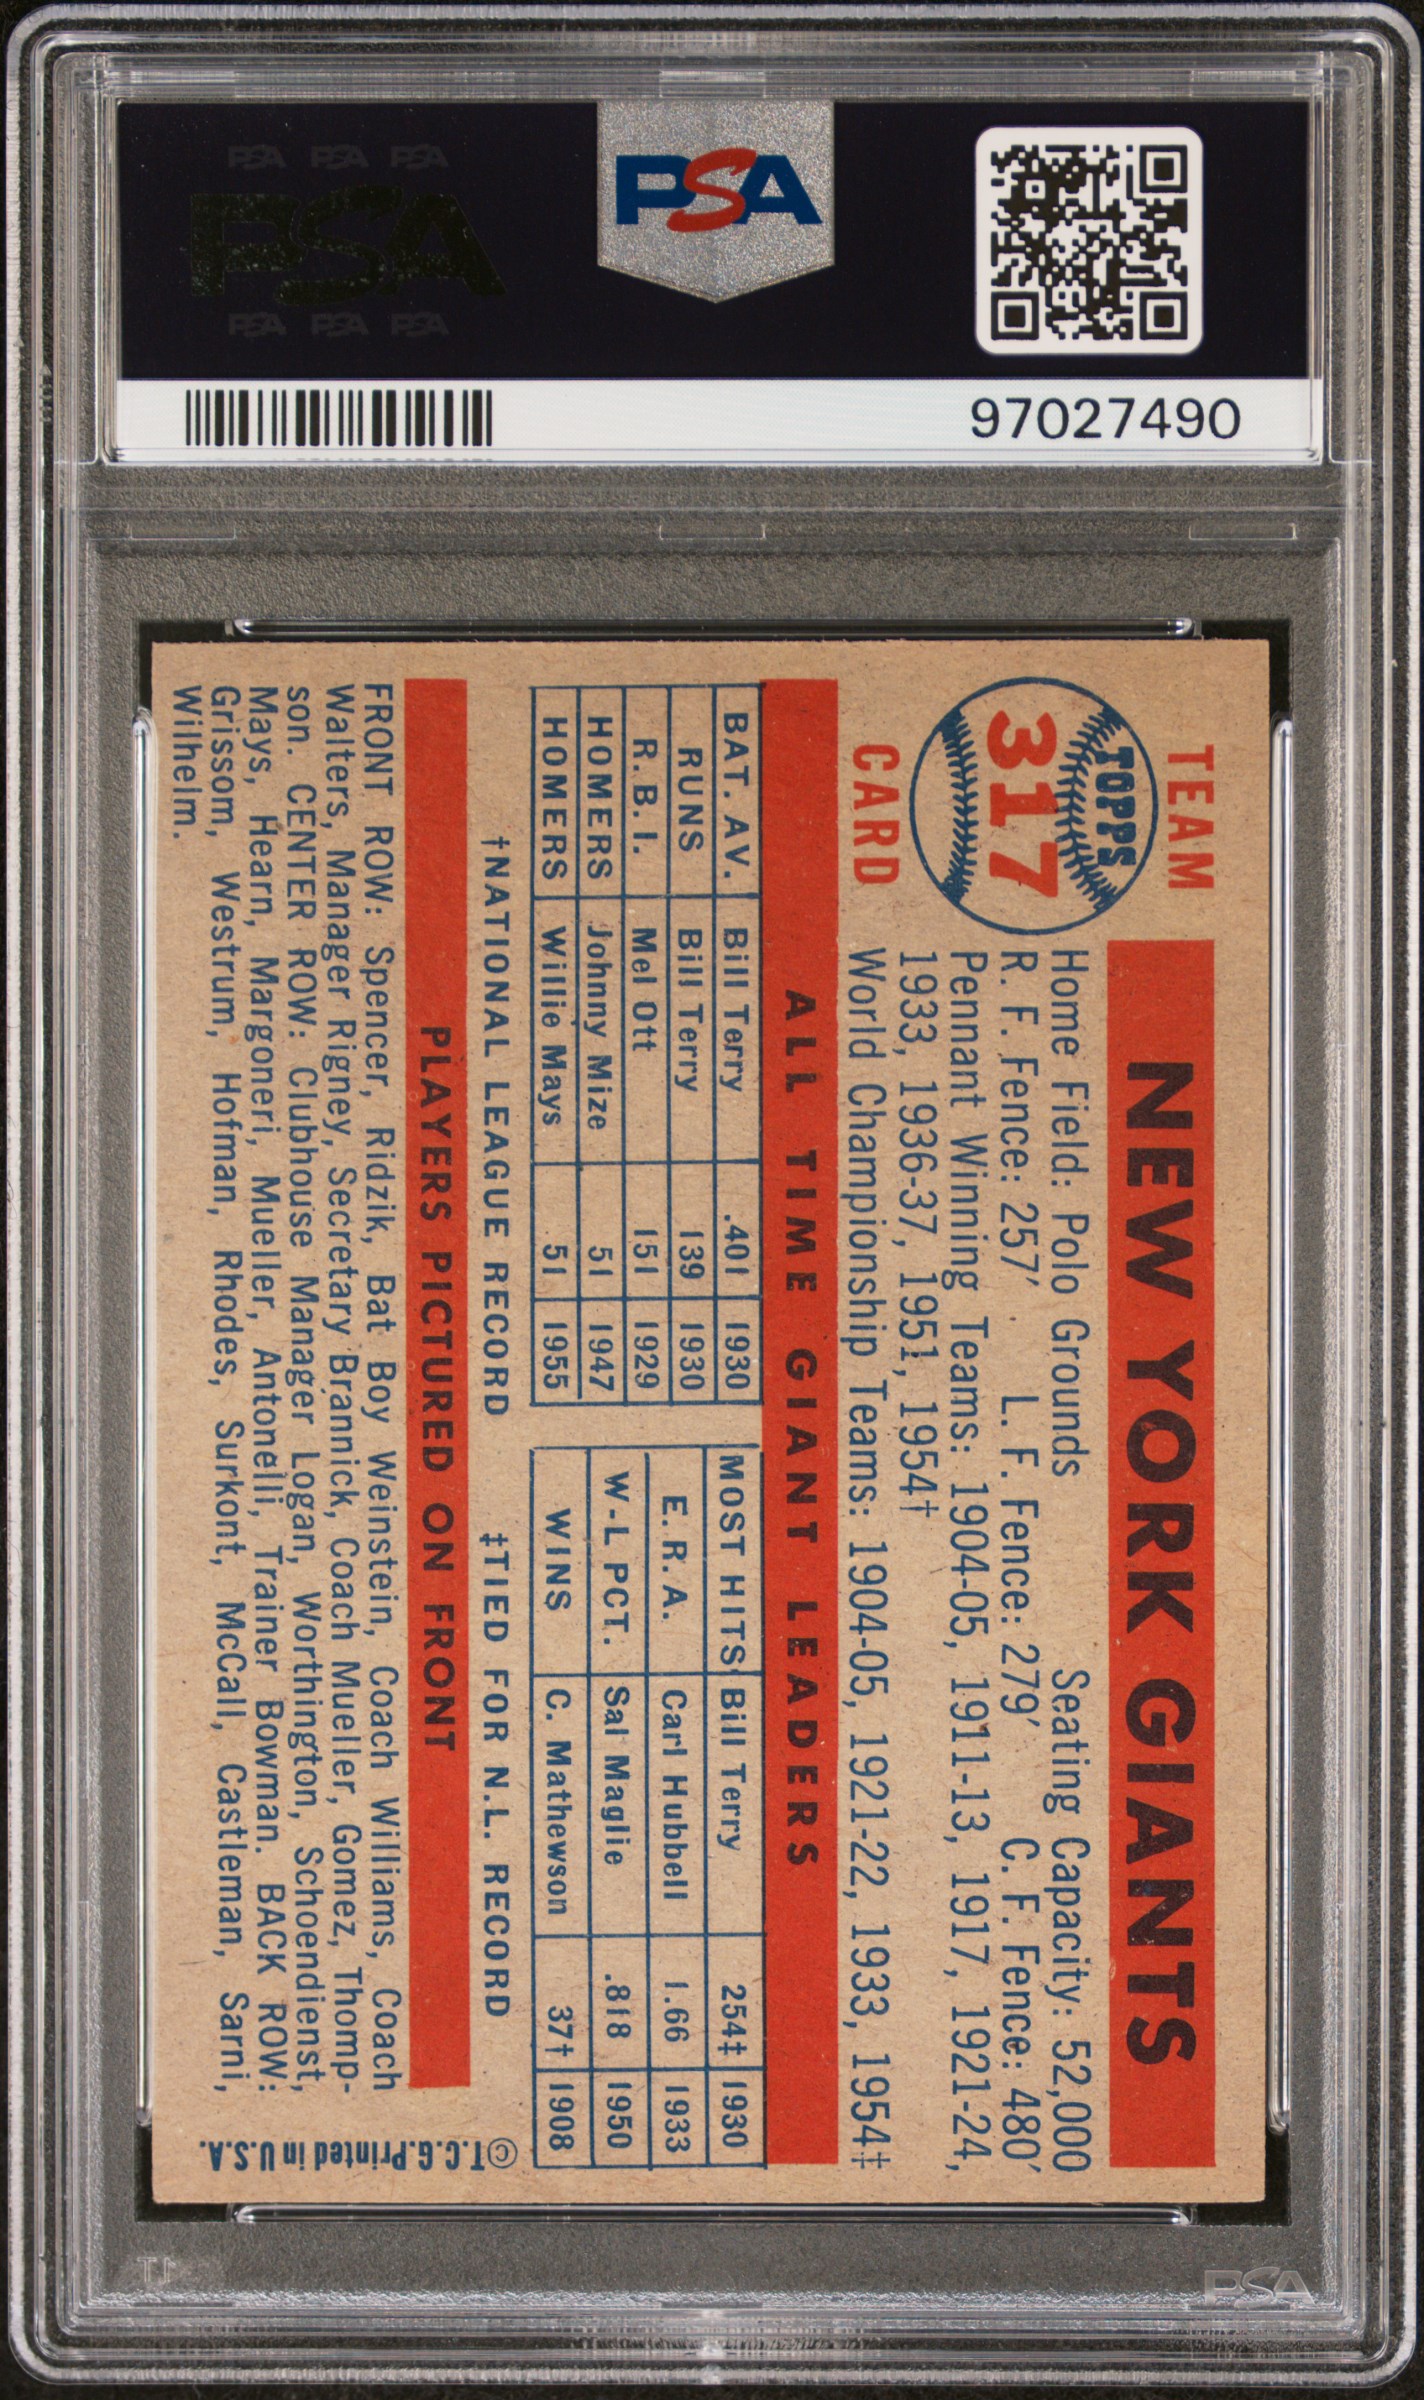 PSA PSA PSA
PSA
PSA PSA PSA
PSA
97027490
TEAM
TOPPS
317
CARD
NEW YORK GIANTS
Home Field: Polo Grounds Seating Capacity: 52,000
R. F. Fence: 257′ L. F. Fence: 279′ C. F. Fence: 480′
Pennant Winning Teams: 1904-05, 1911-13, 1917, 1921-24,
1933, 1936-37, 1951, 1954†
World Championship Teams: 1904-05, 1921-22, 1933, 1954‡
ALL TIME GIANT LEADERS
BAT. AV. Bill Terry .401 1930
RUNS Bill Terry 139 1930
R.B.I. Mel Ott 151 1929
HOMERS Johnny Mize 51 1947
HOMERS Willie Mays 51 1955
MOST HITS Bill Terry 254‡ 1930
E.R.A. Carl Hubbell 1.66 1933
W-L PCT. Sal Maglie .818 1950
WINS C. Mathewson 37† 1908
†NATIONAL LEAGUE RECORD ‡TIED FOR N.L. RECORD
PLAYERS PICTURED ON FRONT
FRONT ROW: Spencer, Ridzik, Bat Boy Weinstein, Coach Williams, Coach
Walters, Manager Rigney, Secretary Brannick, Coach Mueller, Gomez, Thomp-
son. CENTER ROW: Clubhouse Manager Logan, Worthington, Schoendienst,
Mays, Hearn, Margoneri, Mueller, Antonelli, Trainer Bowman. BACK ROW:
Grissom, Westrum, Hofman, Rhodes, Surkont, McCall, Castleman, Sarni,
Wilhelm.
© T.C.G. Printed in U.S.A.
PSA